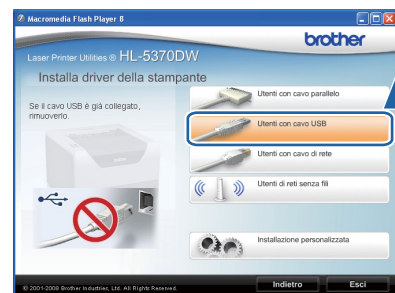 Macromedia Flash Player 8
brother
Laser Printer Utilities ® HL-5370DW
Installa driver della stampante
Se il cavo USB è già collegato,
rimuoverlo.
Utenti con cavo parallelo
Utenti con cavo USB
Utenti con cavo di rete
Utenti di reti senza fili
Installazione personalizzata
© 2001-2008 Brother Industries, Ltd. All Rights Reserved.
Indietro
Esci